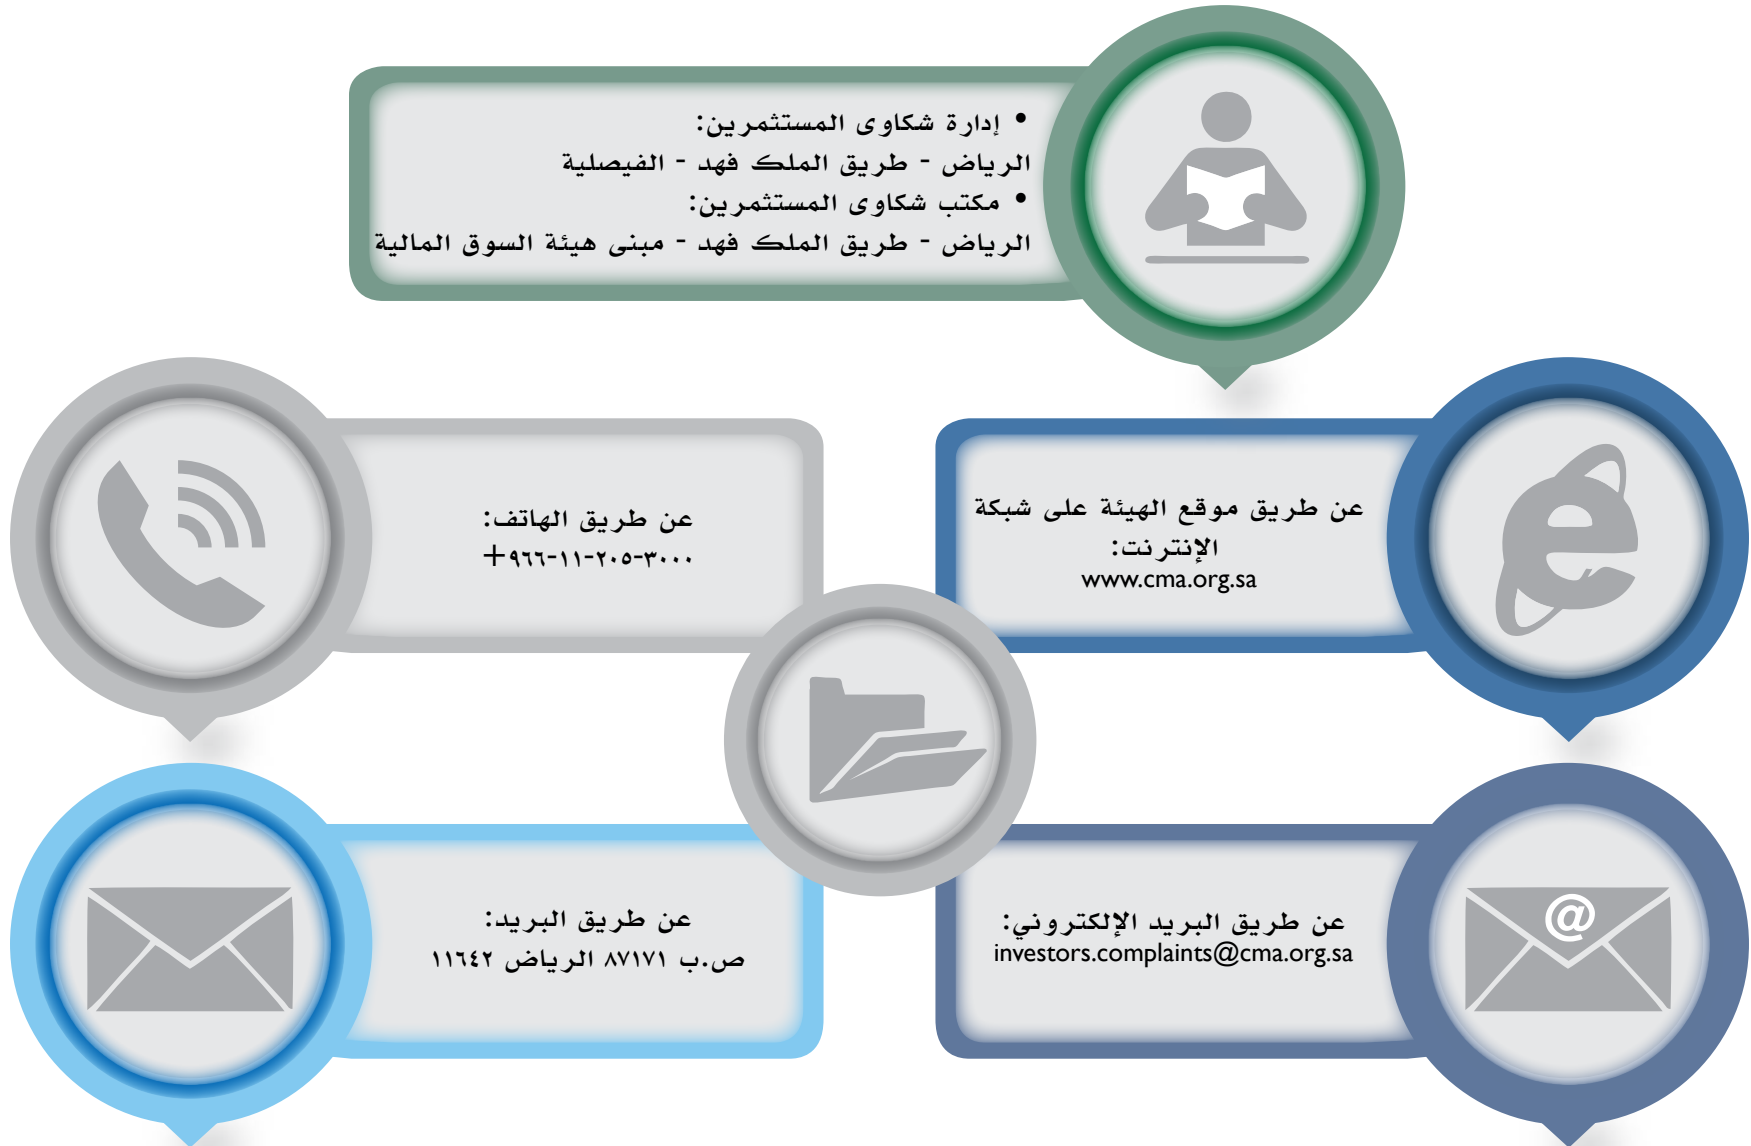 • إدارة شكاوى المستثمرين:
الرياض - طريق الملك فهد - الفيصلية
• مكتب شكاوى المستثمرين:
الرياض - طريق الملك فهد - مبنى هيئة السوق المالية
عن طريق موقع الهيئة على شبكة
الإنترنت:
www.cma.org.sa
عن طريق الهاتف:
+٩٦٦-١١-٢٠٥-٣٠٠٠
عن طريق البريد الإلكتروني:
investors.complaints@cma.org.sa
عن طريق البريد:
ص.ب ٨٧١٧١ الرياض ١١٦٤٢